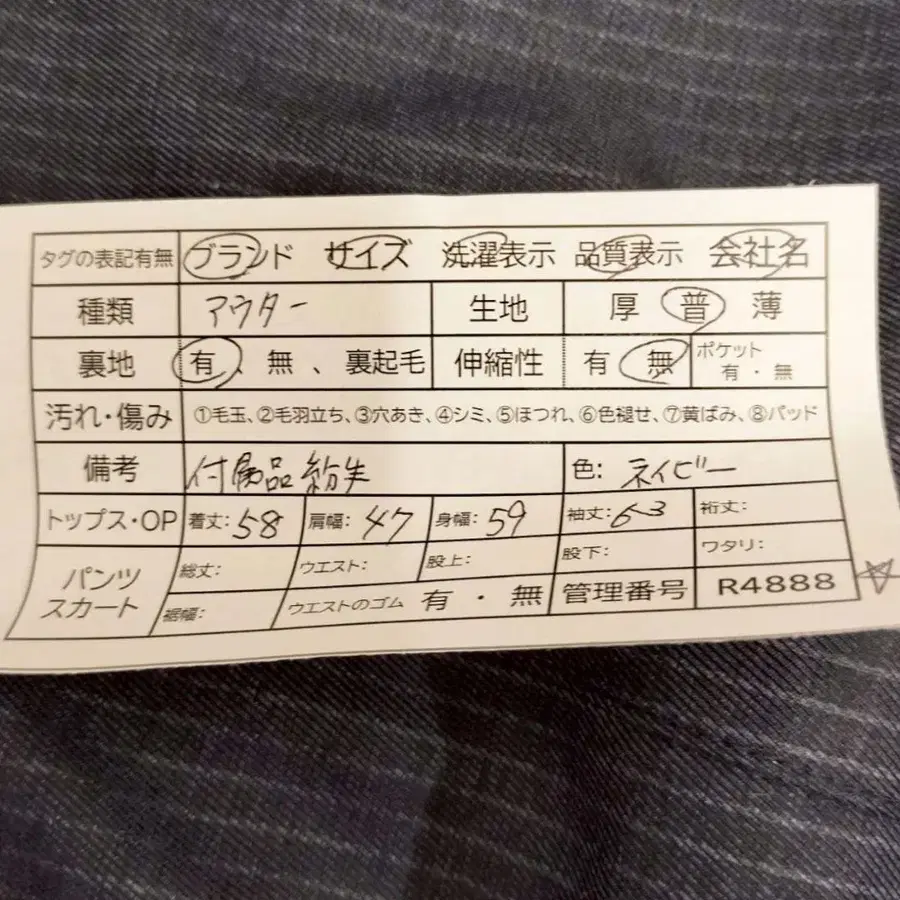 タグの表記有無 ブランド サイズ 洗濯表示 品質表示 会社名
種類 アウター 生地 厚 普 薄
裏地 有、無、裏起毛 伸縮性 有 無 ポケット 有・無
汚れ・傷み ①毛玉、②毛羽立ち、③穴あき、④シミ、⑤ほつれ、⑥色褪せ、⑦黄ばみ、⑧パッド
備考 付属品紛失 色: ネイビー
トップス・OP 着丈: 58 肩幅: 47 身幅: 59 袖丈: 63 裄丈:
パンツ スカート 総丈: ウエスト: 股上: 股下: ワタリ:
裾幅: ウエストのゴム 有・無 管理番号 R4888